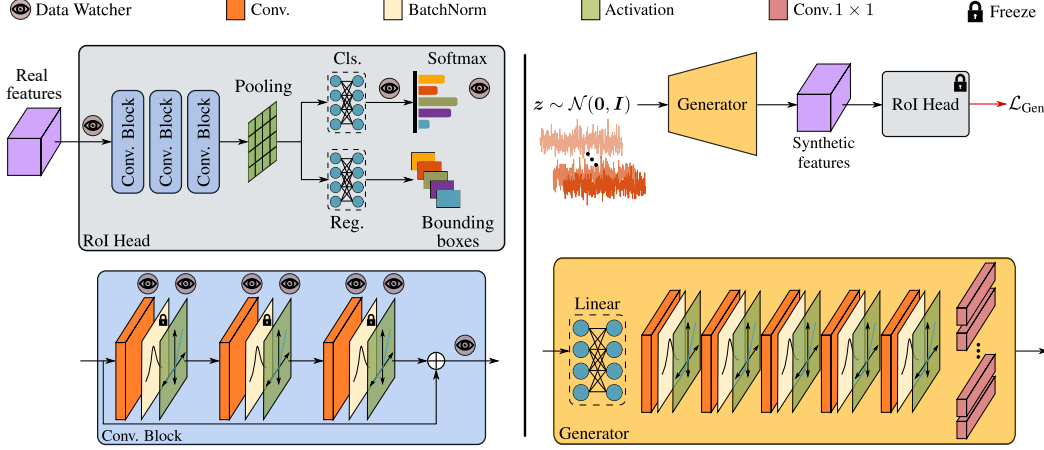 Data Watcher
Conv.
BatchNorm
Activation
Conv. 1 × 1
Freeze
Real
features
Conv. Block
Conv. Block
Conv. Block
Pooling
Cls.
Softmax
Reg.
Bounding
boxes
RoI Head
z ∼ 𝒩(0, I)
Generator
Synthetic
features
RoI Head
ℒGen
Conv. Block
Linear
Generator